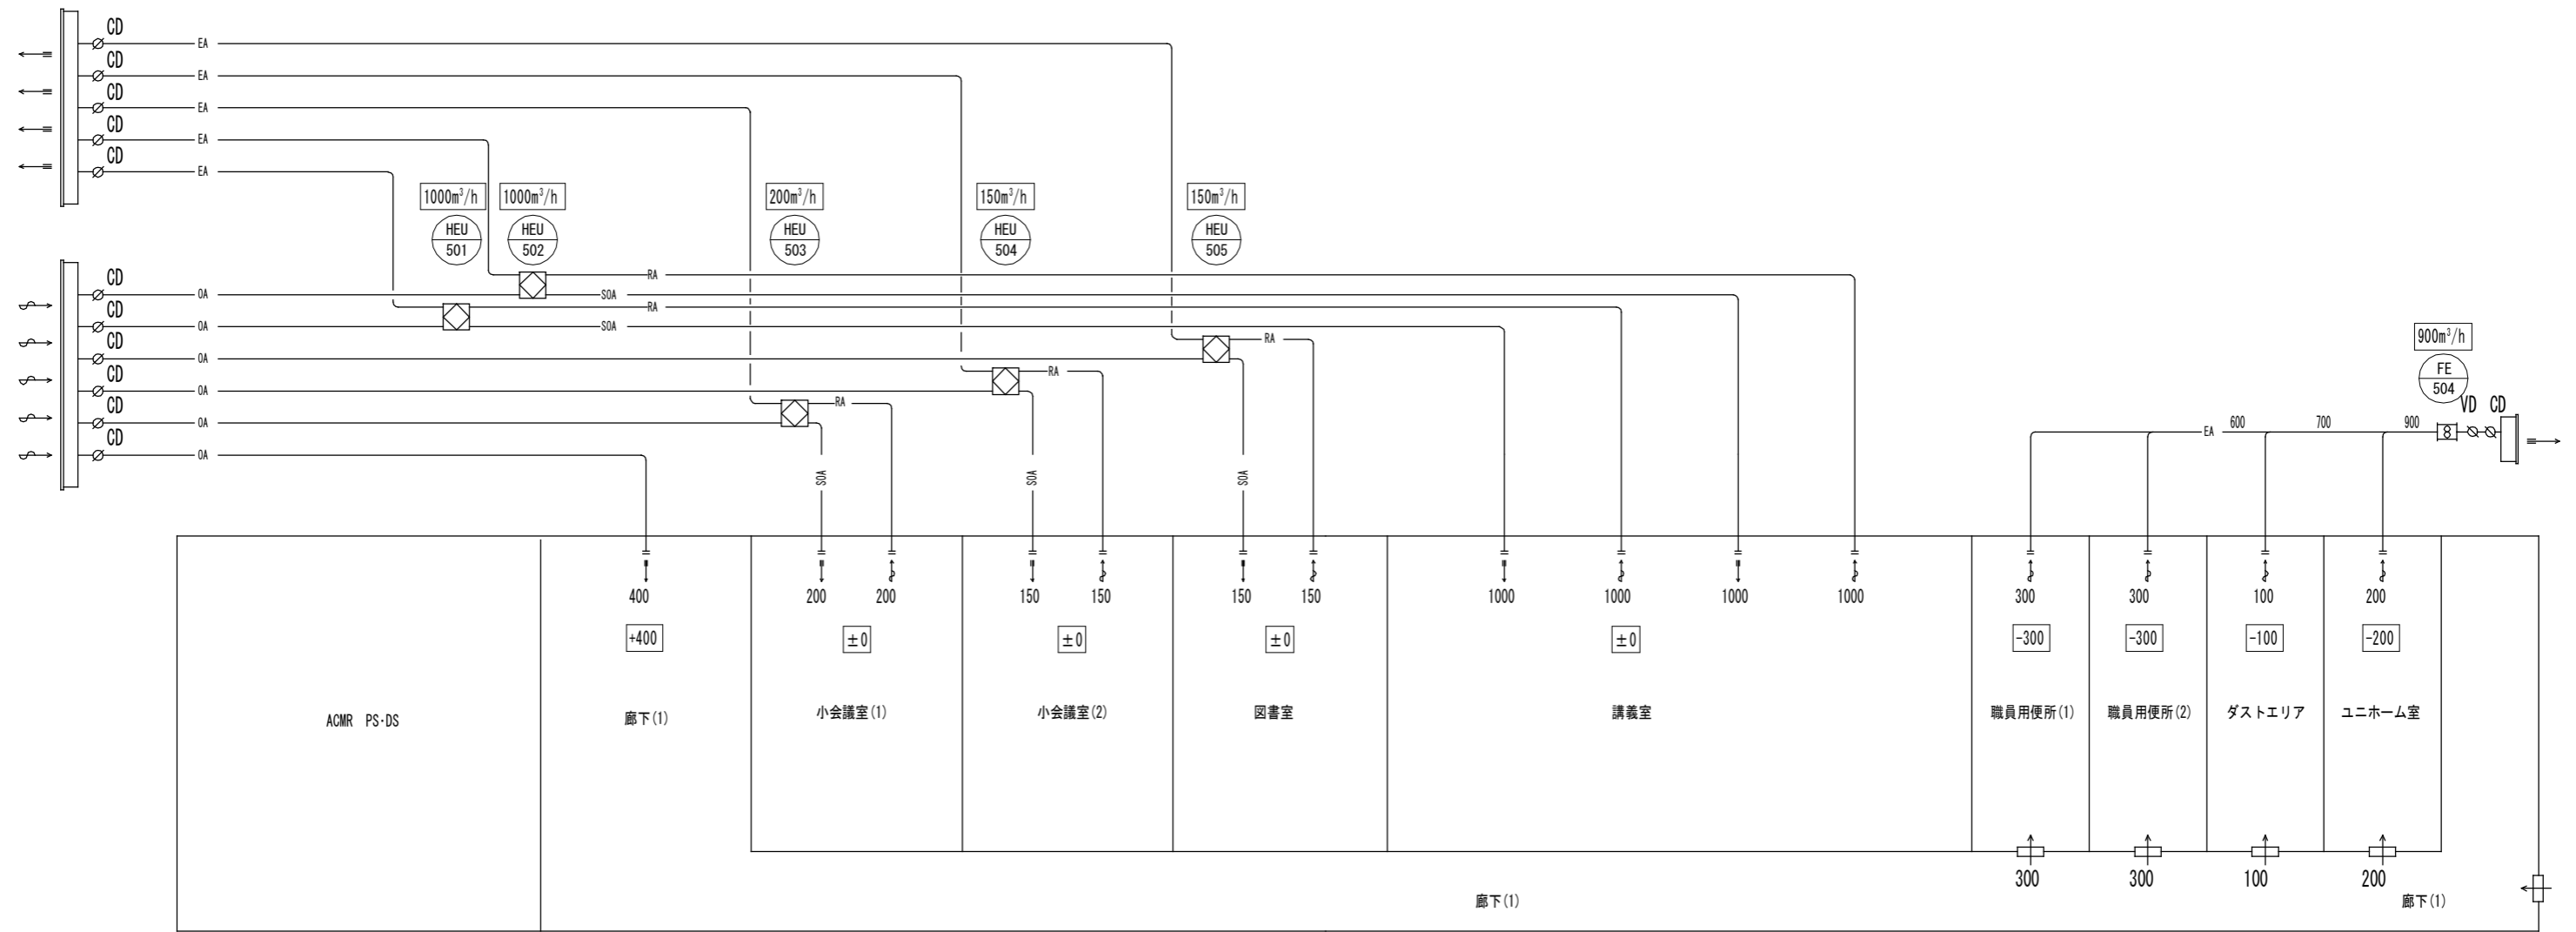 CD
EA
CD
EA
CD
EA
CD
EA
CD
EA
1000m³/h 1000m³/h 200m³/h 150m³/h 150m³/h
HEU 501
HEU 502
HEU 503
HEU 504
HEU 505
CD
OA SOA RA
CD
OA SOA RA
CD
OA RA
CD
OA RA
CD
OA RA
CD
OA
SOA SOA SOA
900m³/h
FE 504
VD CD
EA 600 700 900
400 200 200 150 150 150 150 1000 1000 1000 1000 300 300 100 200
+400 ±0 ±0 ±0 ±0 -300 -300 -100 -200
ACMR PS·DS 廊下(1) 小会議室(1) 小会議室(2) 図書室 講義室 職員用便所(1) 職員用便所(2) ダストエリア ユニホーム室
300 300 100 200
廊下(1) 廊下(1)